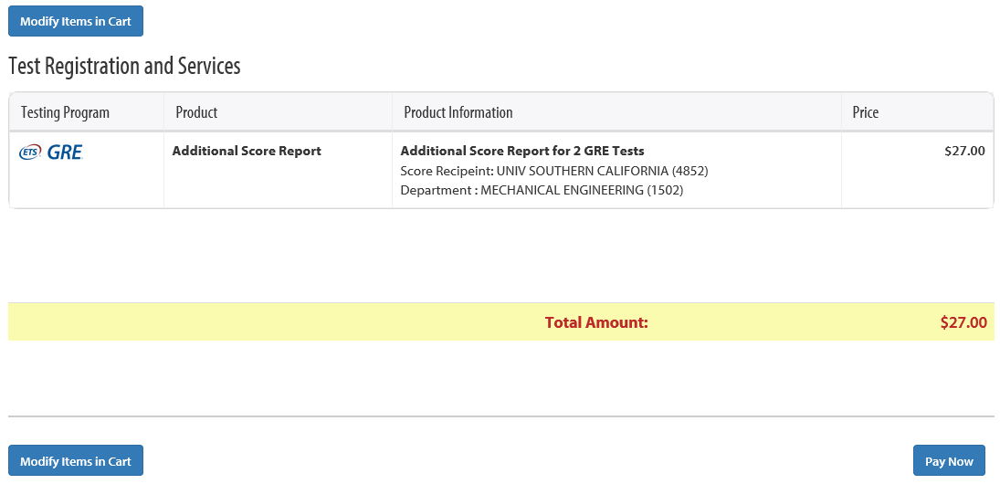 Modify Items in Cart
Test Registration and Services
Testing Program Product Product Information Price
ETS GRE Additional Score Report Additional Score Report for 2 GRE Tests $27.00
Score Recipeint: UNIV SOUTHERN CALIFORNIA (4852)
Department : MECHANICAL ENGINEERING (1502)
Total Amount: $27.00
Modify Items in Cart Pay Now